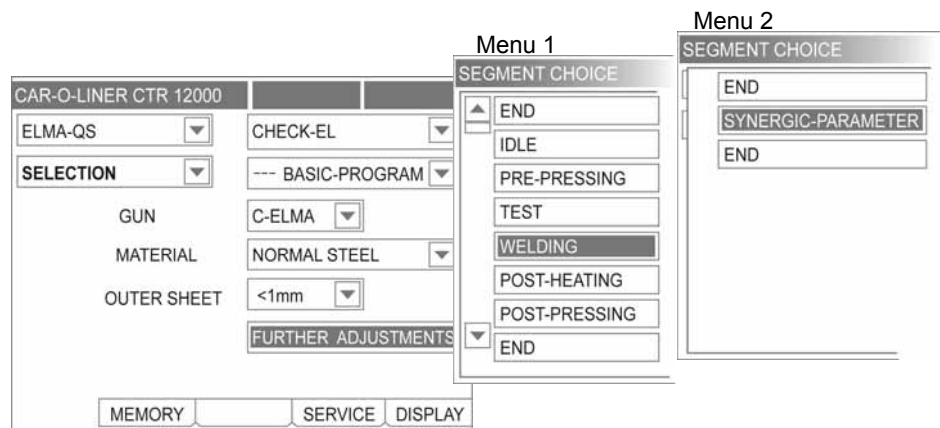 Menu 1
Menu 2
CAR-O-LINER CTR 12000
ELMA-QS
CHECK-EL
SELECTION
--- BASIC-PROGRAM
GUN
C-ELMA
MATERIAL
NORMAL STEEL
OUTER SHEET
<1mm
FURTHER ADJUSTMENTS
MEMORY
SERVICE
DISPLAY
SEGMENT CHOICE
END
IDLE
PRE-PRESSING
TEST
WELDING
POST-HEATING
POST-PRESSING
END
SEGMENT CHOICE
END
SYNERGIC-PARAMETER
END